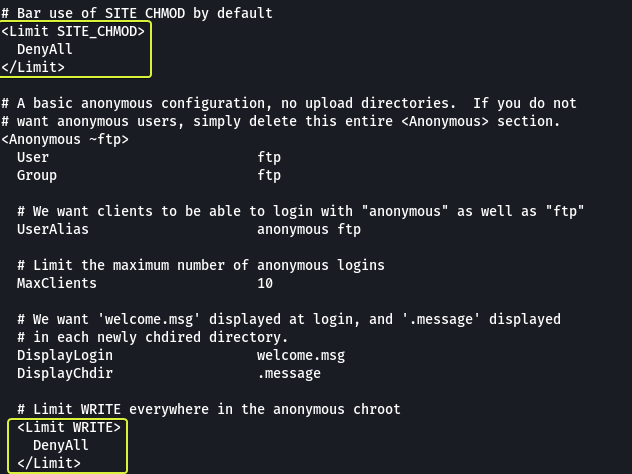 # Bar use of SITE CHMOD by default
<Limit SITE_CHMOD>
  DenyAll
</Limit>

# A basic anonymous configuration, no upload directories.  If you do not
# want anonymous users, simply delete this entire <Anonymous> section.
<Anonymous ~ftp>
  User                          ftp
  Group                         ftp

  # We want clients to be able to login with "anonymous" as well as "ftp"
  UserAlias                     anonymous ftp

  # Limit the maximum number of anonymous logins
  MaxClients                    10

  # We want 'welcome.msg' displayed at login, and '.message' displayed
  # in each newly chdired directory.
  DisplayLogin                  welcome.msg
  DisplayChdir                  .message

  # Limit WRITE everywhere in the anonymous chroot
  <Limit WRITE>
    DenyAll
  </Limit>